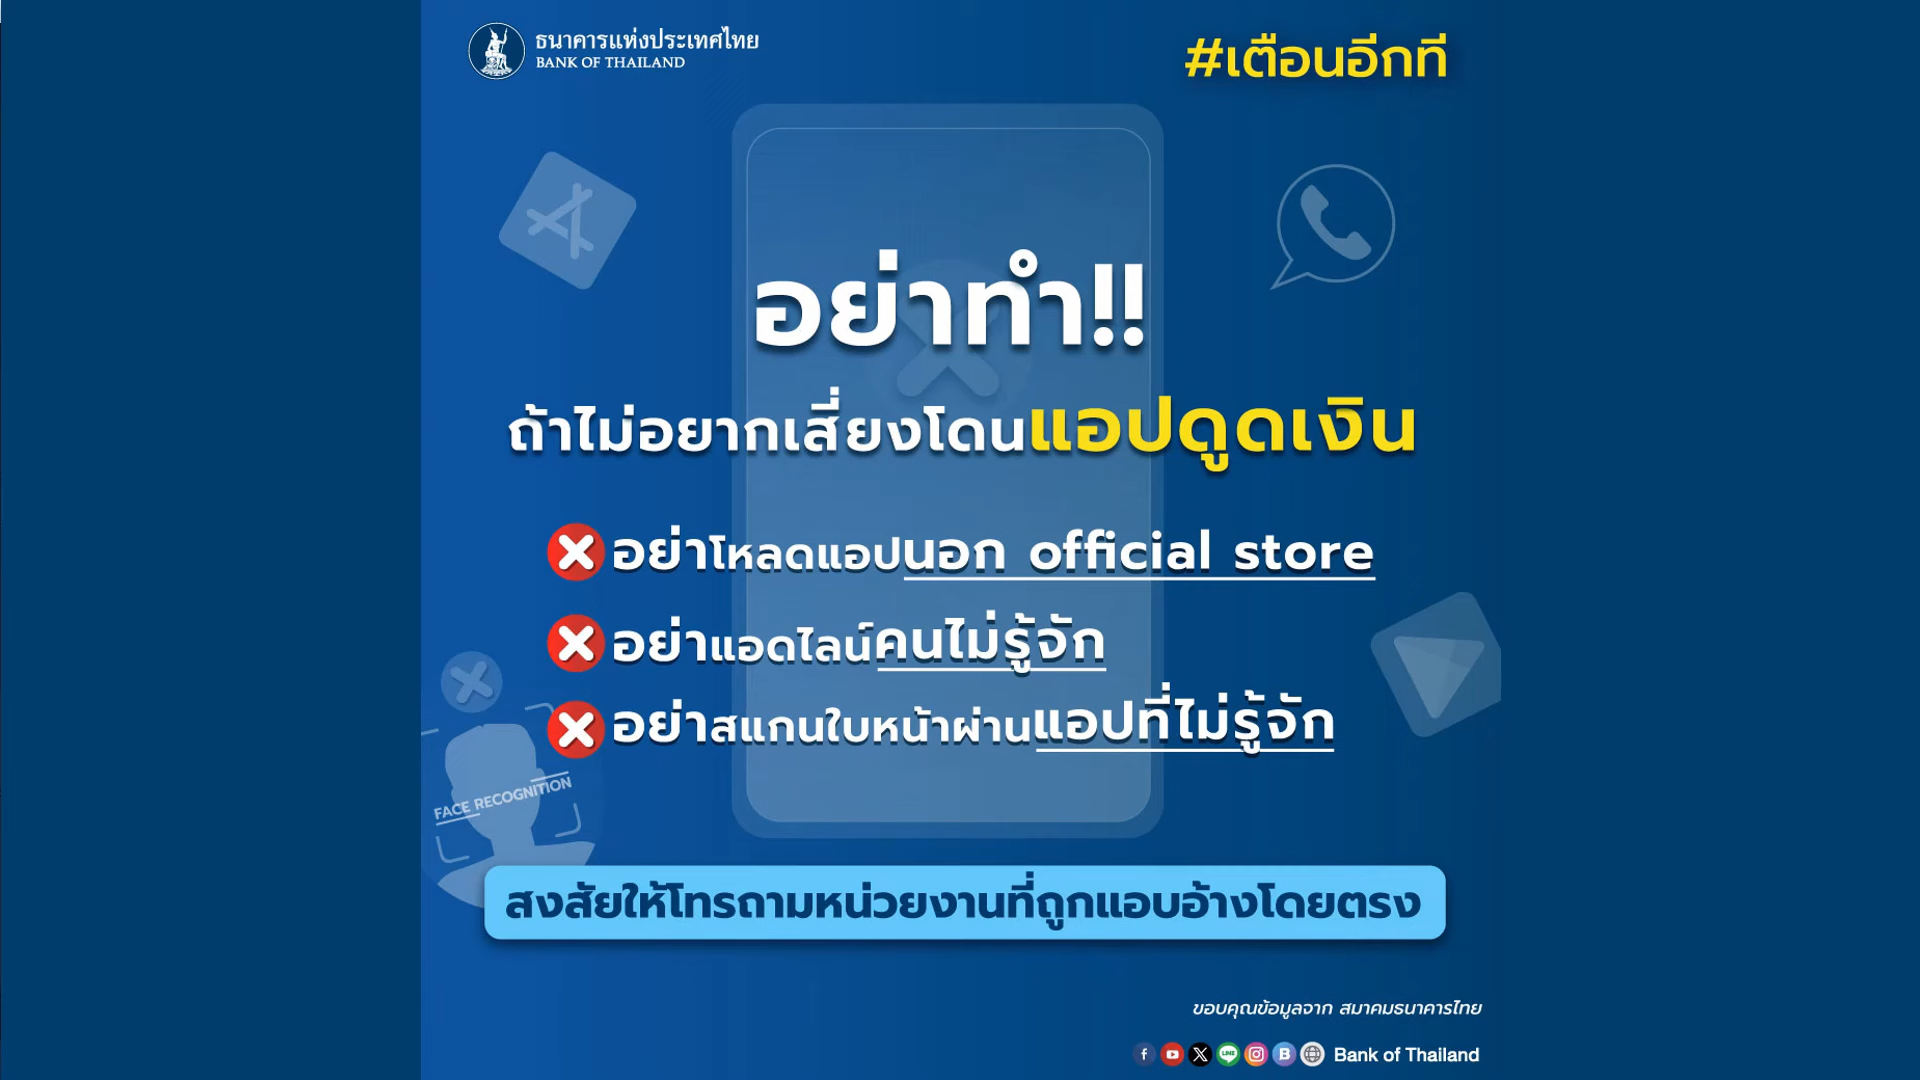 ธนาคารแห่งประเทศไทย
BANK OF THAILAND
#เตือนอีกที
อย่าทำ!!
ถ้าไม่อยากเสี่ยงโดนแอปดูดเงิน
อย่าโหลดแอปนอก official store
อย่าแอดไลน์คนไม่รู้จัก
อย่าสแกนใบหน้าผ่านแอปที่ไม่รู้จัก
FACE RECOGNITION
สงสัยให้โทรถามหน่วยงานที่ถูกแอบอ้างโดยตรง
ขอบคุณข้อมูลจาก สมาคมธนาคารไทย
Bank of Thailand